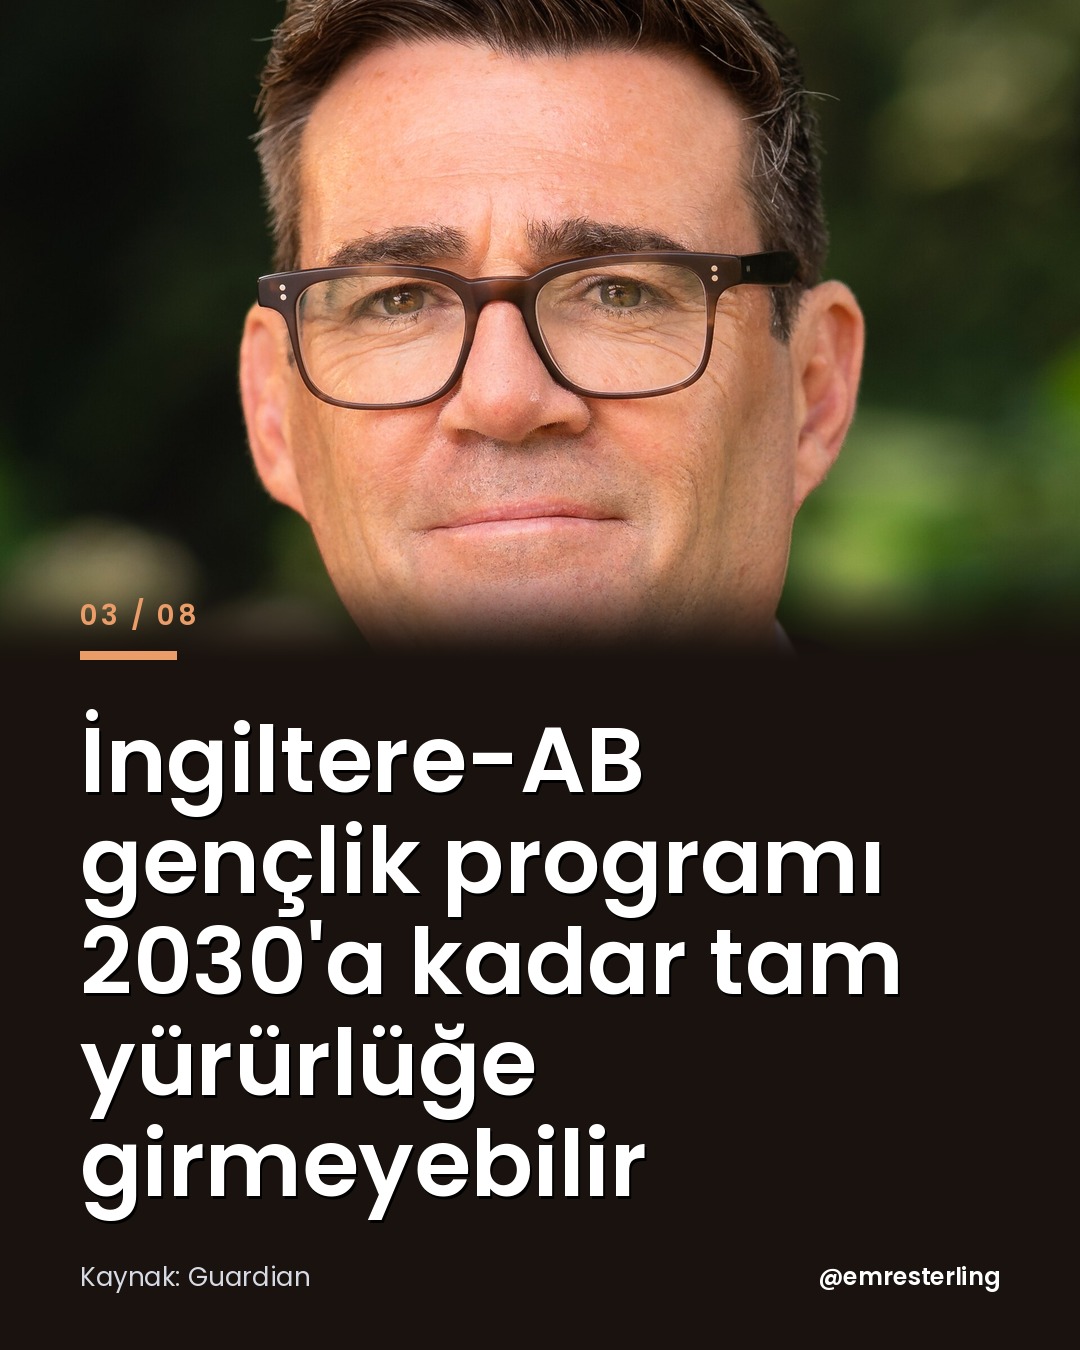 03 / 08
İngiltere-AB
gençlik programı
2030'a kadar tam
yürürlüğe
girmeyebilir
Kaynak: Guardian
@emresterling